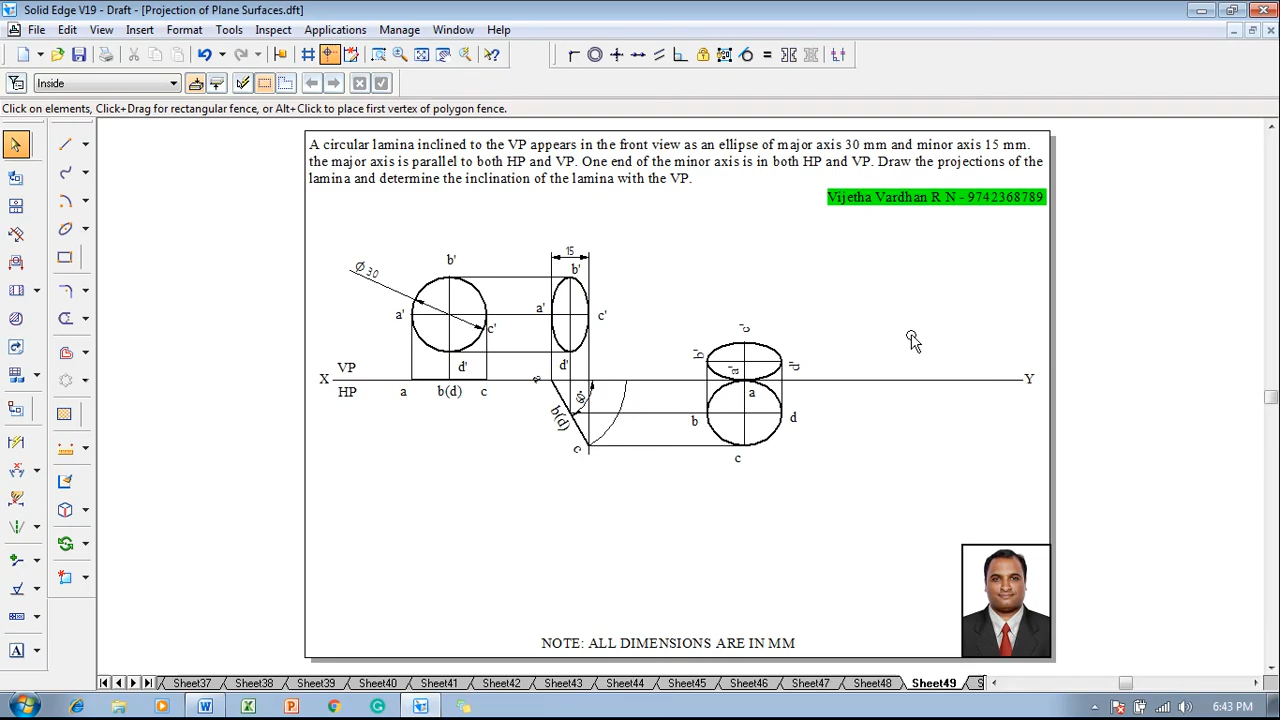 Solid Edge V19 - Draft - [Projection of Plane Surfaces.dft]
File Edit View Insert Format Tools Inspect Applications Manage Window Help
Inside
Click on elements, Click+Drag for rectangular fence, or Alt+Click to place first vertex of polygon fence.
A circular lamina inclined to the VP appears in the front view as an ellipse of major axis 30 mm and minor axis 15 mm.
the major axis is parallel to both HP and VP. One end of the minor axis is in both HP and VP. Draw the projections of the
lamina and determine the inclination of the lamina with the VP.
Vijetha Vardhan R N - 9742368789
15
b' b'
Ø 30
a' c' a' c'
c'
b' a' d'
d' d'
VP
X Y
HP
a b(d) c
a
60°
b(d)
c
a
b d
c
NOTE: ALL DIMENSIONS ARE IN MM
Sheet37 Sheet38 Sheet39 Sheet40 Sheet41 Sheet42 Sheet43 Sheet44 Sheet45 Sheet46 Sheet47 Sheet48 Sheet49 S
6:43 PM